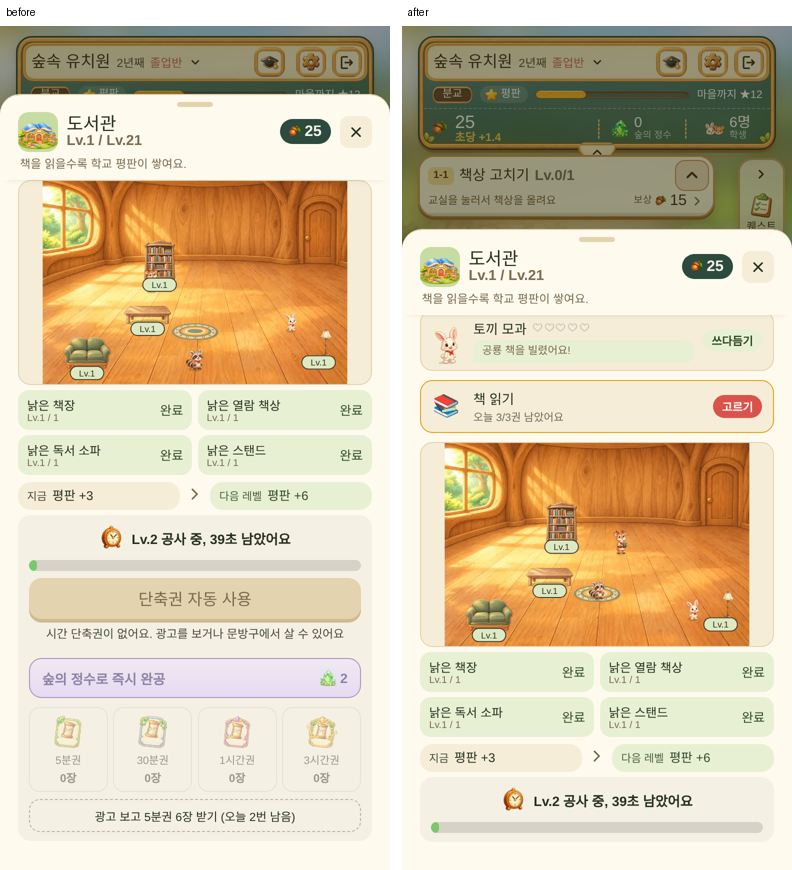 before
숲속 유치원 2년째 졸업반
분교 평판 마을까지 ★12
도서관
Lv.1 / Lv.21
25
책을 읽을수록 학교 평판이 쌓여요.
Lv.1
Lv.1
Lv.1
Lv.1
낡은 책장
Lv.1 / 1
완료
낡은 열람 책상
Lv.1 / 1
완료
낡은 독서 소파
Lv.1 / 1
완료
낡은 스탠드
Lv.1 / 1
완료
지금 평판 +3
다음 레벨 평판 +6
Lv.2 공사 중, 39초 남았어요
단축권 자동 사용
시간 단축권이 없어요. 광고를 보거나 문방구에서 살 수 있어요
숲의 정수로 즉시 완공 2
5분권
0장
30분권
0장
1시간권
0장
3시간권
0장
광고 보고 5분권 6장 받기 (오늘 2번 남음)
after
숲속 유치원 2년째 졸업반
분교 평판 마을까지 ★12
25
초당 +1.4
0
숲의 정수
6명
학생
1-1 책상 고치기 Lv.0/1
교실을 눌러서 책상을 올려요
보상 15
퀘스트
도서관
Lv.1 / Lv.21
25
책을 읽을수록 학교 평판이 쌓여요.
토끼 모과 ♡♡♡♡♡
공룡 책을 빌렸어요!
쓰다듬기
책 읽기
오늘 3/3권 남았어요
고르기
Lv.1
Lv.1
Lv.1
Lv.1
낡은 책장
Lv.1 / 1
완료
낡은 열람 책상
Lv.1 / 1
완료
낡은 독서 소파
Lv.1 / 1
완료
낡은 스탠드
Lv.1 / 1
완료
지금 평판 +3
다음 레벨 평판 +6
Lv.2 공사 중, 39초 남았어요